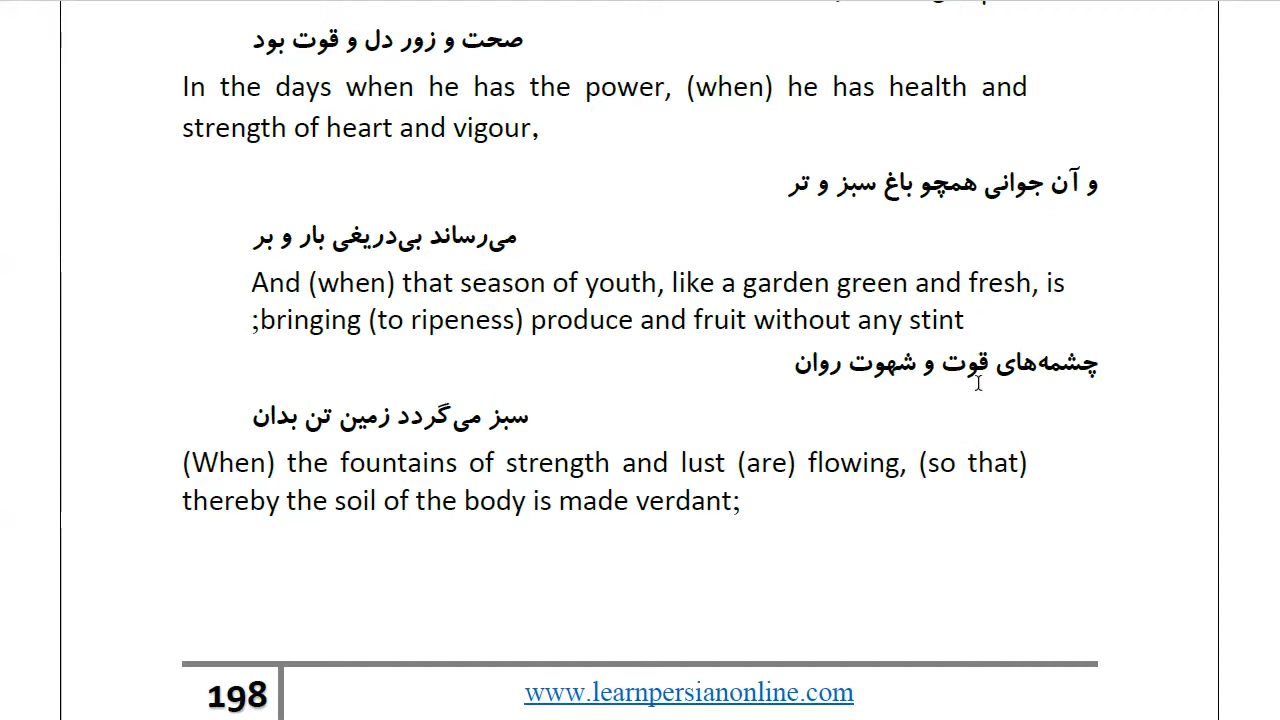 صحت و زور دل و قوت بود
In the days when he has the power, (when) he has health and
strength of heart and vigour,
و آن جوانی همچو باغ سبز و تر
می‌رساند بی‌دریغی بار و بر
And (when) that season of youth, like a garden green and fresh, is
;bringing (to ripeness) produce and fruit without any stint
چشمه‌های قوت و شهوت روان
سبز می‌گردد زمین تن بدان
(When) the fountains of strength and lust (are) flowing, (so that)
thereby the soil of the body is made verdant;
198
www.learnpersianonline.com